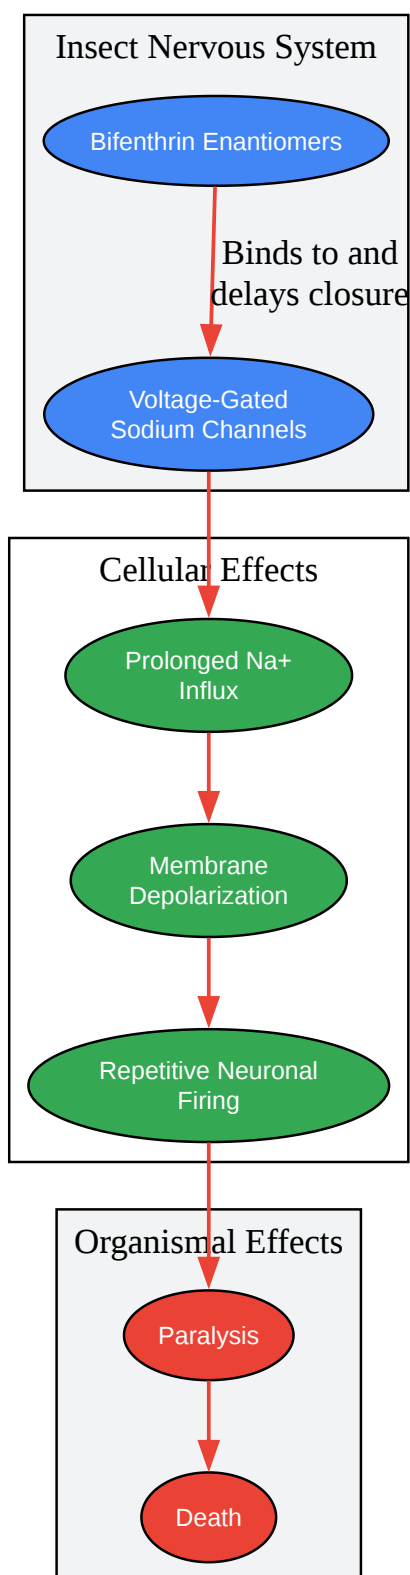 Insect Nervous System
Bifenthrin Enantiomers
Binds to and
delays closure
Voltage-Gated
Sodium Channels
Cellular Effects
Prolonged Na+
Influx
Membrane
Depolarization
Repetitive Neuronal
Firing
Organismal Effects
Paralysis
Death